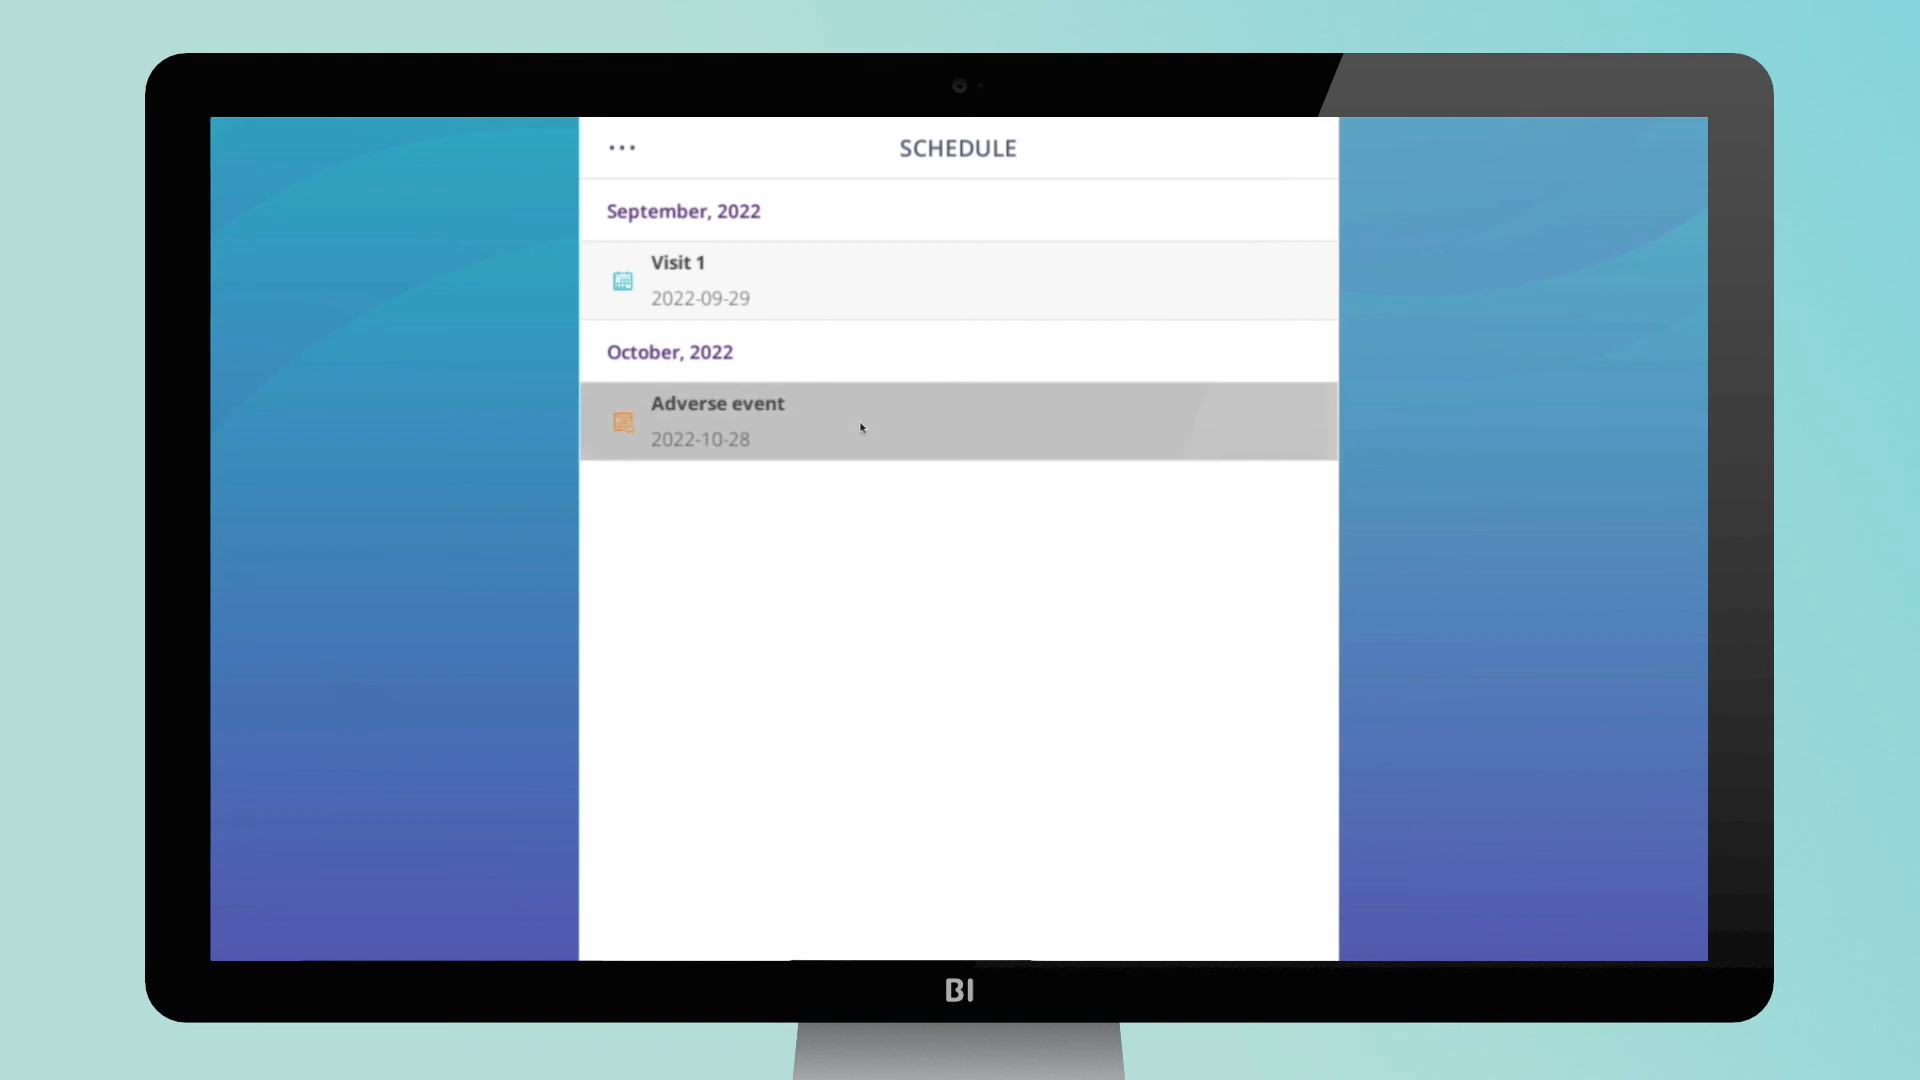 SCHEDULE
September, 2022
Visit 1
2022-09-29
October, 2022
Adverse event
2022-10-28
BI